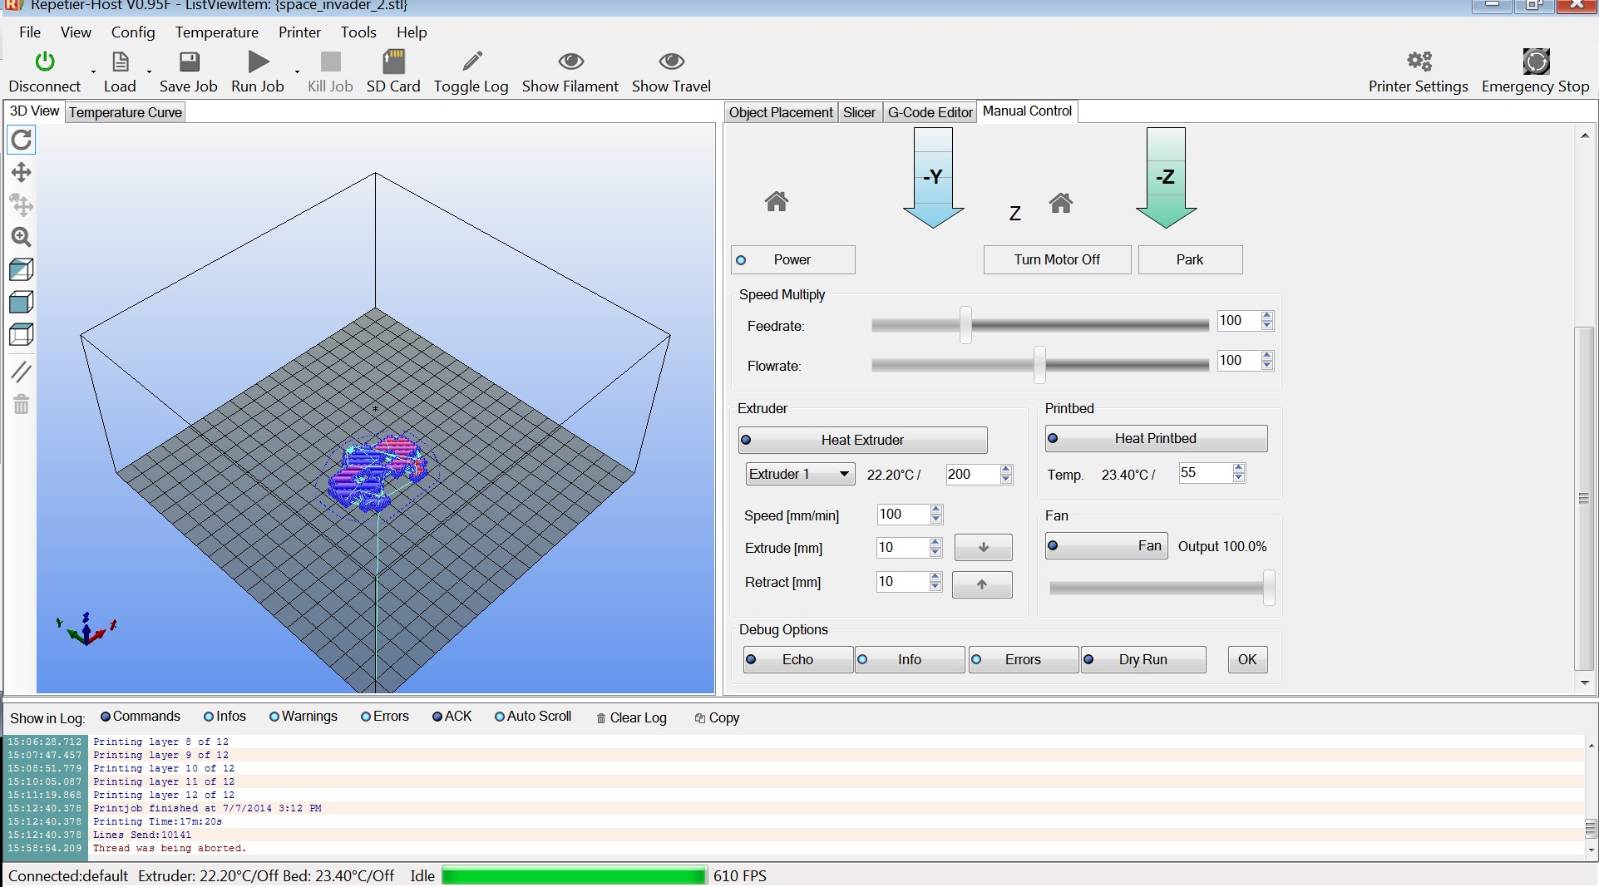 Repetier-Host V0.95F - ListViewItem: {space_invader_2.stl}
File View Config Temperature Printer Tools Help
Disconnect Load Save Job Run Job Kill Job SD Card Toggle Log Show Filament Show Travel Printer Settings Emergency Stop
3D View Temperature Curve
Object Placement Slicer G-Code Editor Manual Control
-Y -Z
Z
Power Turn Motor Off Park
Speed Multiply
Feedrate: 100
Flowrate: 100
Extruder
Heat Extruder
Extruder 1 22.20°C / 200
Speed [mm/min] 100
Extrude [mm] 10
Retract [mm] 10
Printbed
Heat Printbed
Temp. 23.40°C / 55
Fan
Fan Output 100.0%
Debug Options
Echo Info Errors Dry Run OK
Y Z X
Show in Log: Commands Infos Warnings Errors ACK Auto Scroll Clear Log Copy
15:06:28.712 Printing layer 8 of 12
15:07:47.457 Printing layer 9 of 12
15:08:51.779 Printing layer 10 of 12
15:10:05.087 Printing layer 11 of 12
15:11:19.868 Printing layer 12 of 12
15:12:40.378 Printjob finished at 7/7/2014 3:12 PM
15:12:40.378 Printing Time:17m:20s
15:12:40.378 Lines Send:10141
15:58:54.209 Thread was being aborted.
Connected:default Extruder: 22.20°C/Off Bed: 23.40°C/Off Idle 610 FPS